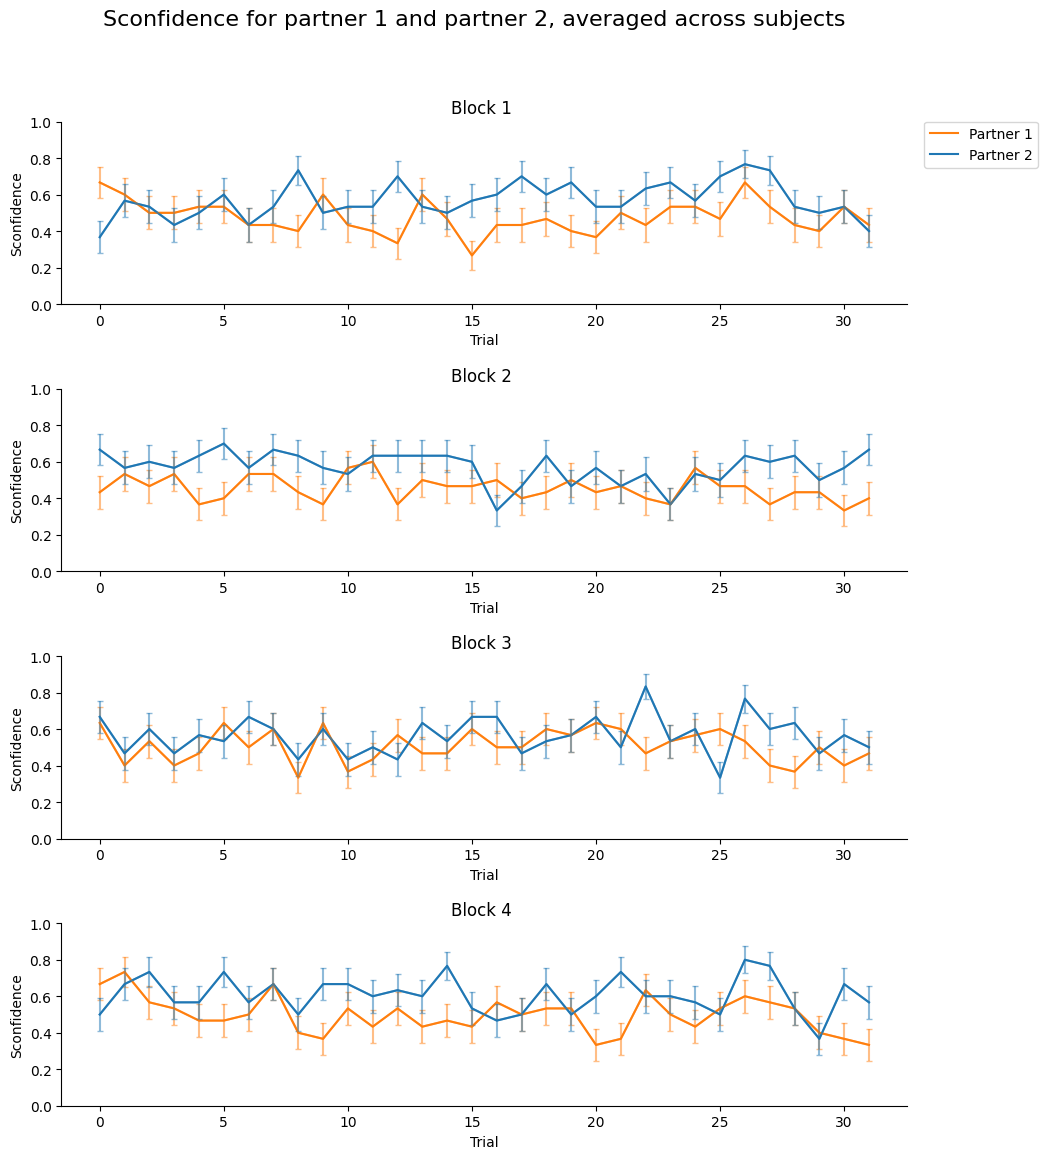 Sconfidence for partner 1 and partner 2, averaged across subjects
Block 1
Partner 1
Partner 2
1.0
0.8
0.6
0.4
0.2
0.0
Sconfidence
0 5 10 15 20 25 30
Trial
Block 2
1.0
0.8
0.6
0.4
0.2
0.0
Sconfidence
0 5 10 15 20 25 30
Trial
Block 3
1.0
0.8
0.6
0.4
0.2
0.0
Sconfidence
0 5 10 15 20 25 30
Trial
Block 4
1.0
0.8
0.6
0.4
0.2
0.0
Sconfidence
0 5 10 15 20 25 30
Trial